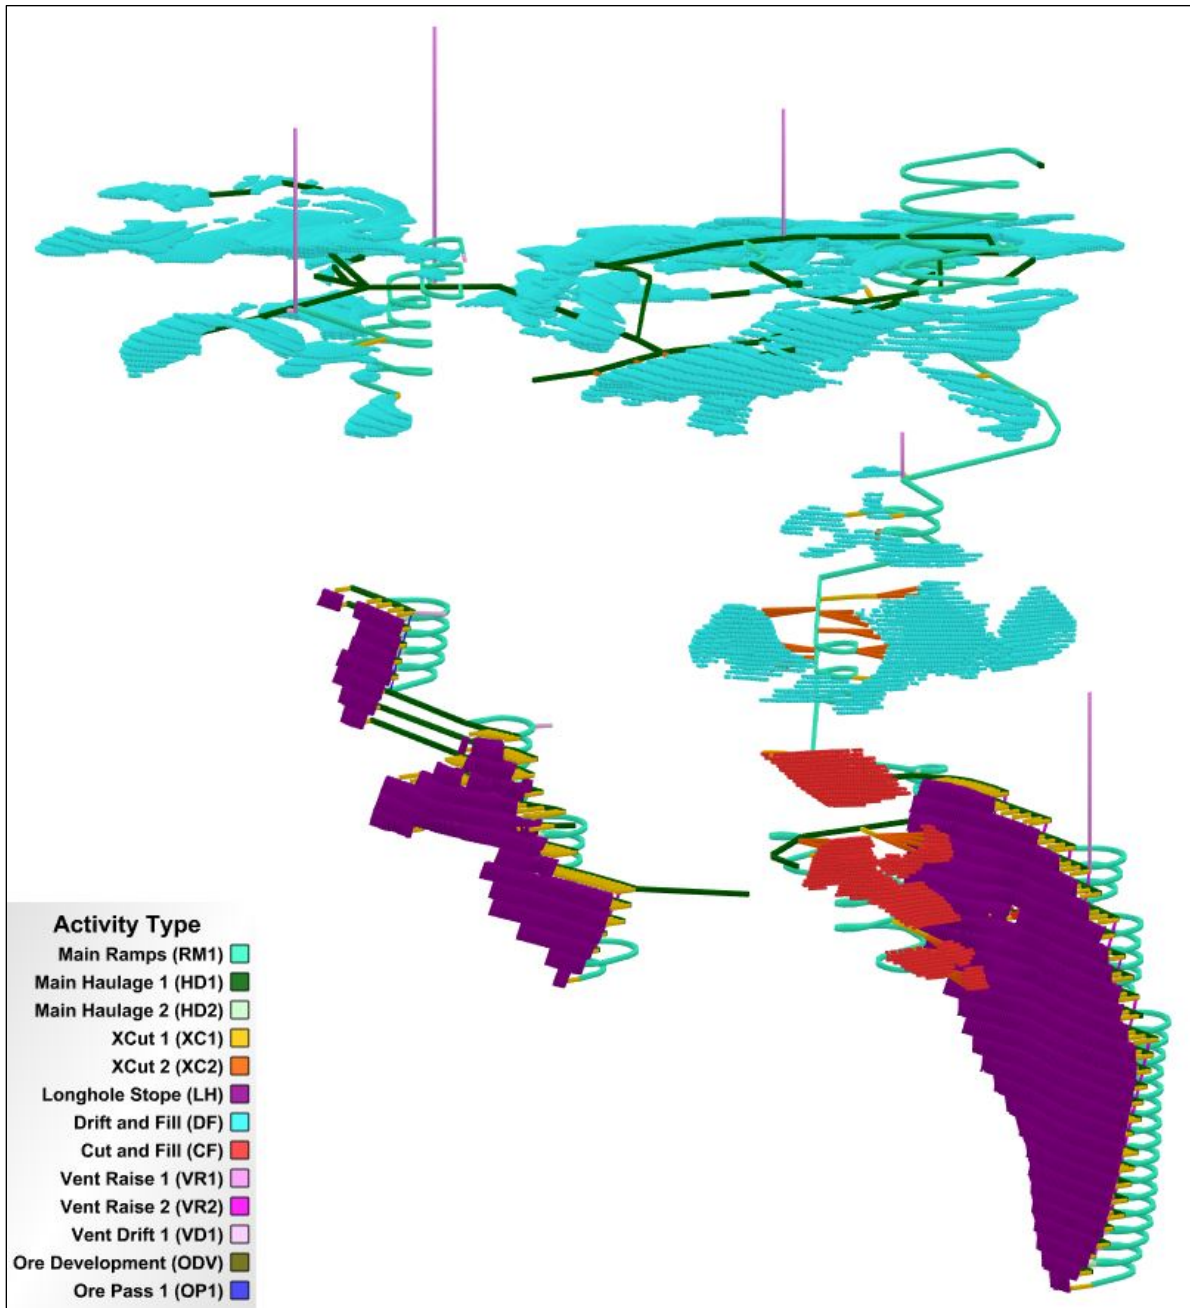 Activity Type
Main Ramps (RM1)
Main Haulage 1 (HD1)
Main Haulage 2 (HD2)
XCut 1 (XC1)
XCut 2 (XC2)
Longhole Stope (LH)
Drift and Fill (DF)
Cut and Fill (CF)
Vent Raise 1 (VR1)
Vent Raise 2 (VR2)
Vent Drift 1 (VD1)
Ore Development (ODV)
Ore Pass 1 (OP1)